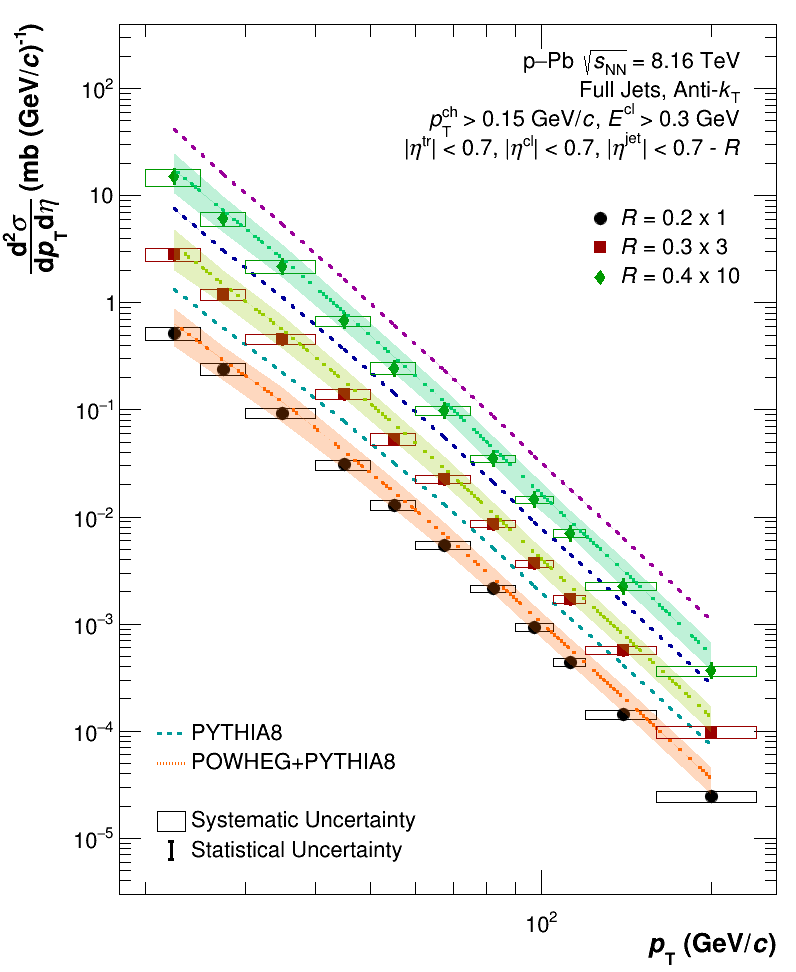 d²σ / dp_T dη (mb (GeV/c)⁻¹)
p–Pb √s_NN = 8.16 TeV
Full Jets, Anti-k_T
p_T^ch > 0.15 GeV/c, E^cl > 0.3 GeV
|η^tr| < 0.7, |η^cl| < 0.7, |η^jet| < 0.7 - R
R = 0.2 x 1
R = 0.3 x 3
R = 0.4 x 10
10²
10
1
10⁻¹
10⁻²
10⁻³
10⁻⁴
10⁻⁵
PYTHIA8
POWHEG+PYTHIA8
Systematic Uncertainty
Statistical Uncertainty
10²
p_T (GeV/c)